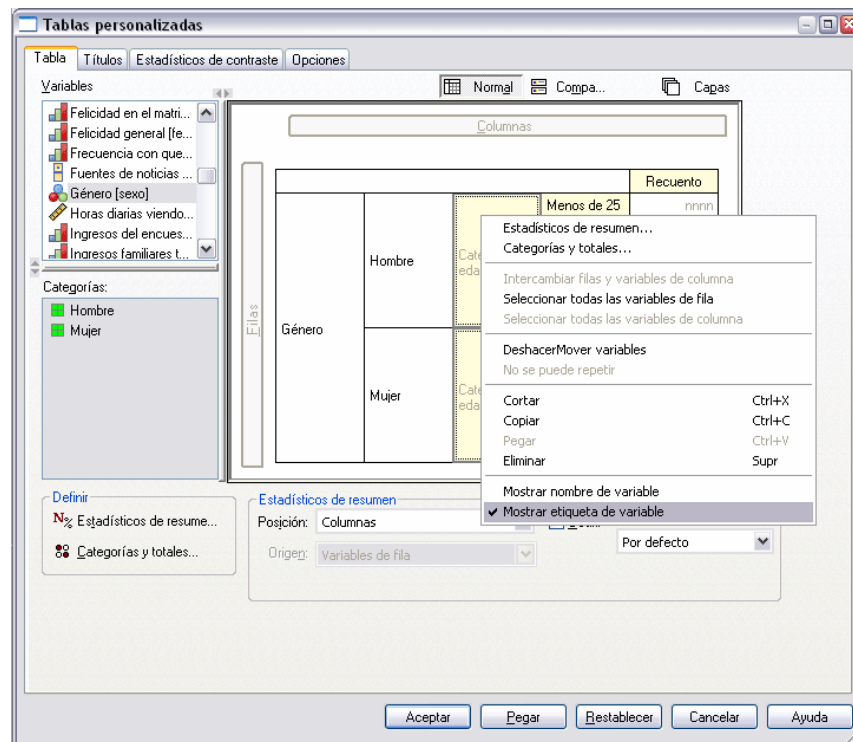 Tablas personalizadas
Tabla Títulos Estadísticos de contraste Opciones
Variables
Normal Compa... Capas
Felicidad en el matri...
Felicidad general [fe...
Frecuencia con que...
Fuentes de noticias ...
Género [sexo]
Horas diarias viendo...
Ingresos del encues...
Ingresos familiares t...
Categorías:
Hombre
Mujer
Columnas
Filas
Recuento
Menos de 25 nnnn
Género
Hombre
Mujer
Estadísticos de resumen...
Categorías y totales...
Intercambiar filas y variables de columna
Seleccionar todas las variables de fila
Seleccionar todas las variables de columna
DeshacerMover variables
No se puede repetir
Cortar Ctrl+X
Copiar Ctrl+C
Pegar Ctrl+V
Eliminar Supr
Mostrar nombre de variable
Mostrar etiqueta de variable
Definir
N% Estadísticos de resume...
Categorías y totales...
Estadísticos de resumen
Posición: Columnas
Origen: Variables de fila
Por defecto
Aceptar Pegar Restablecer Cancelar Ayuda